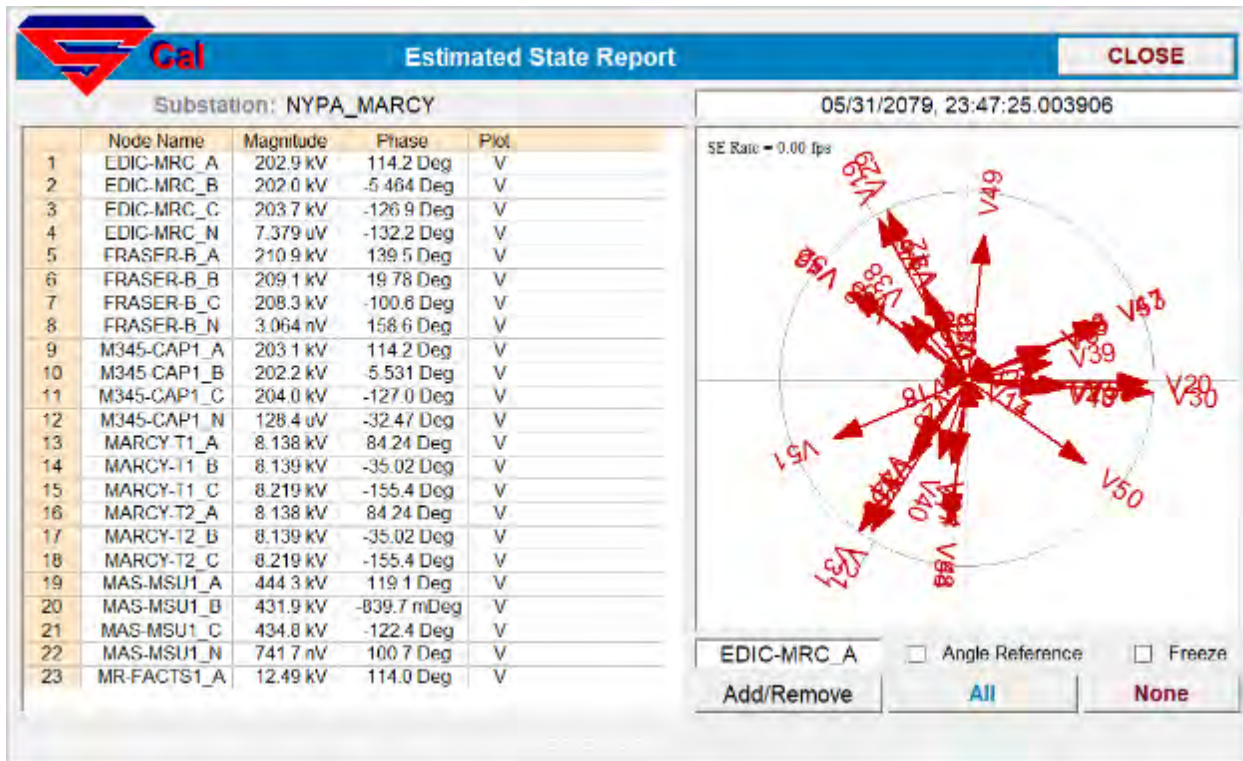 Cal
Estimated State Report
CLOSE
Substation: NYPA_MARCY
05/31/2079, 23:47:25.003906
Node Name Magnitude Phase Plot
1 EDIC-MRC_A 202.9 kV 114.2 Deg V
2 EDIC-MRC_B 202.0 kV -5.464 Deg V
3 EDIC-MRC_C 203.7 kV -126.9 Deg V
4 EDIC-MRC_N 7.379 uV -132.2 Deg V
5 FRASER-B_A 210.9 kV 139.5 Deg V
6 FRASER-B_B 209.1 kV 19.78 Deg V
7 FRASER-B_C 208.3 kV -100.6 Deg V
8 FRASER-B_N 3.064 nV 158.6 Deg V
9 M345-CAP1_A 203.1 kV 114.2 Deg V
10 M345-CAP1_B 202.2 kV -5.531 Deg V
11 M345-CAP1_C 204.0 kV -127.0 Deg V
12 M345-CAP1_N 128.4 uV -32.47 Deg V
13 MARCY-T1_A 8.138 kV 84.24 Deg V
14 MARCY-T1_B 8.139 kV -35.02 Deg V
15 MARCY-T1_C 8.219 kV -155.4 Deg V
16 MARCY-T2_A 8.138 kV 84.24 Deg V
17 MARCY-T2_B 8.139 kV -35.02 Deg V
18 MARCY-T2_C 8.219 kV -155.4 Deg V
19 MAS-MSU1_A 444.3 kV 119.1 Deg V
20 MAS-MSU1_B 431.9 kV -839.7 mDeg V
21 MAS-MSU1_C 434.8 kV -122.4 Deg V
22 MAS-MSU1_N 741.7 nV 100.7 Deg V
23 MR-FACTS1_A 12.49 kV 114.0 Deg V
SE Rate = 0.00 fps
V49
V39
V20
V30
V51
V50
V40
EDIC-MRC_A
Angle Reference
Freeze
Add/Remove
All
None